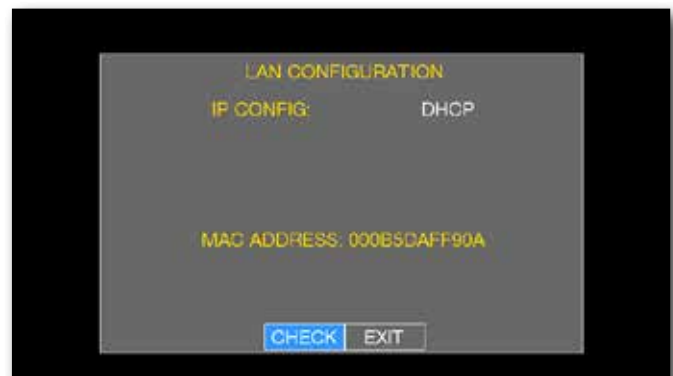 LAN CONFIGURATION
IP CONFIG: DHCP
MAC ADDRESS: 000B5DAFF90A
CHECK EXIT